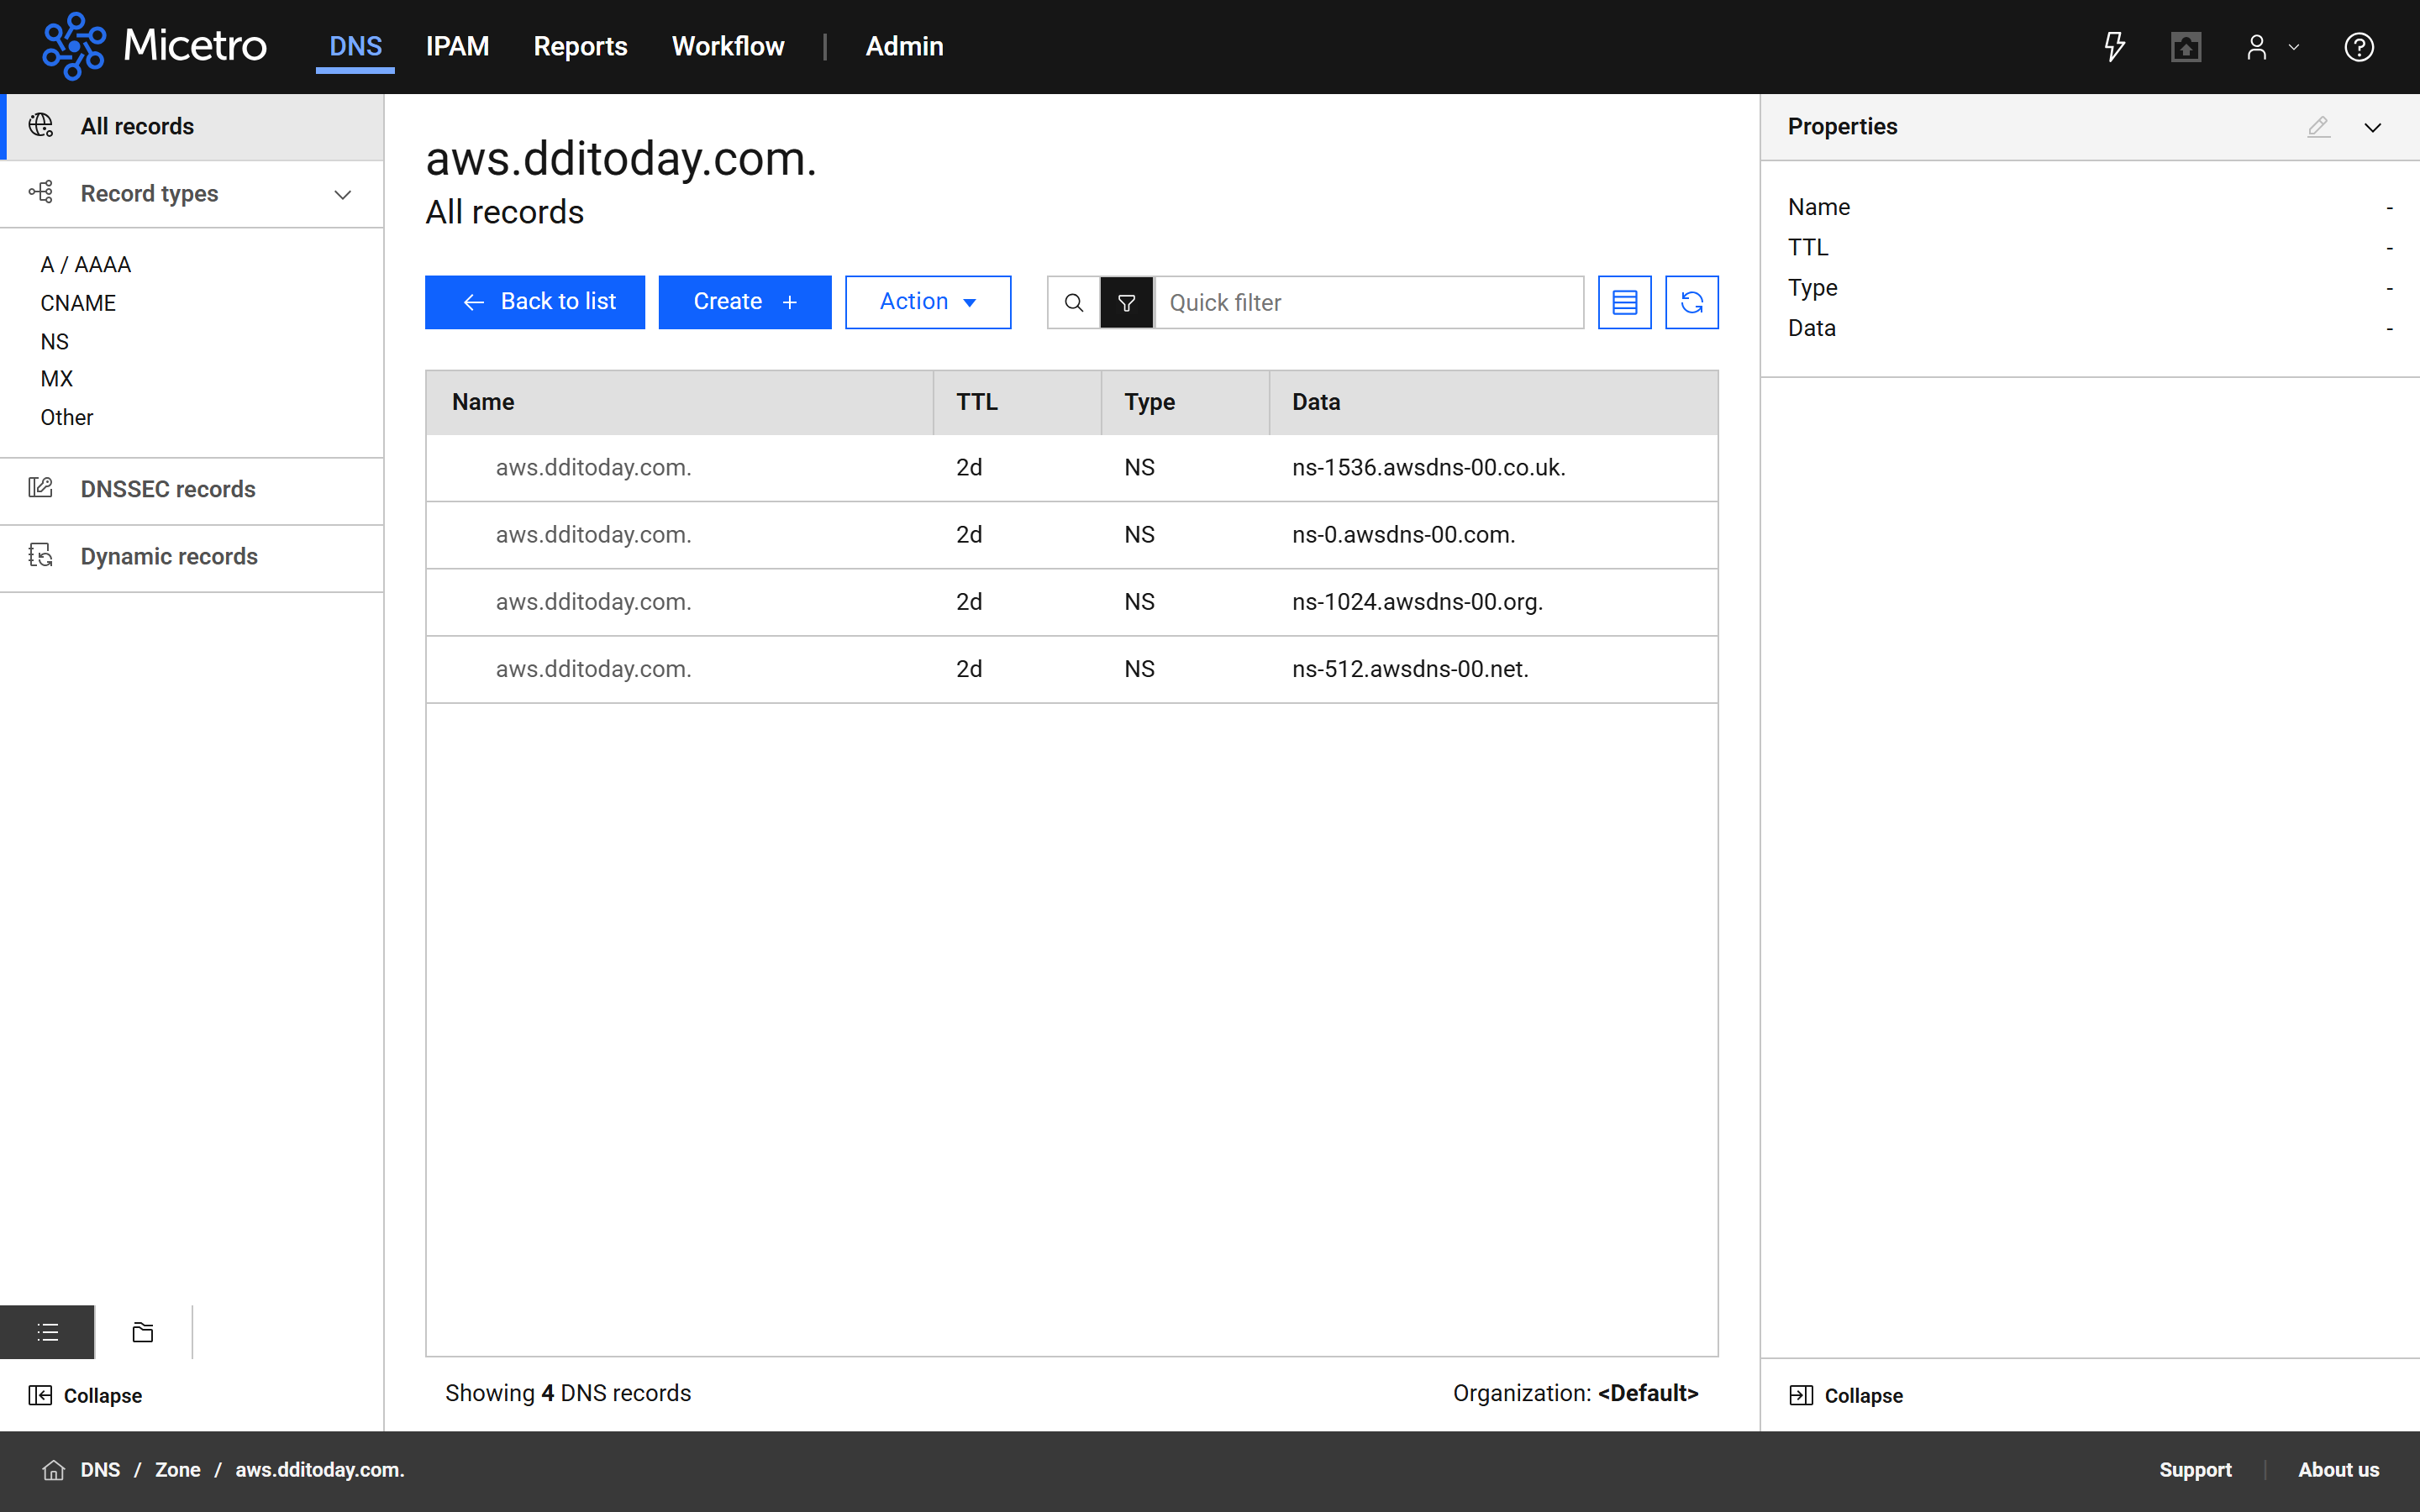 Micetro DNS IPAM Reports Workflow | Admin
All records
Record types
A / AAAA
CNAME
NS
MX
Other
DNSSEC records
Dynamic records
Collapse
aws.dditoday.com.
All records
Back to list Create + Action Quick filter
Name TTL Type Data
aws.dditoday.com. 2d NS ns-1536.awsdns-00.co.uk.
aws.dditoday.com. 2d NS ns-0.awsdns-00.com.
aws.dditoday.com. 2d NS ns-1024.awsdns-00.org.
aws.dditoday.com. 2d NS ns-512.awsdns-00.net.
Showing 4 DNS records Organization: <Default>
Properties
Name -
TTL -
Type -
Data -
Collapse
DNS / Zone / aws.dditoday.com. Support About us